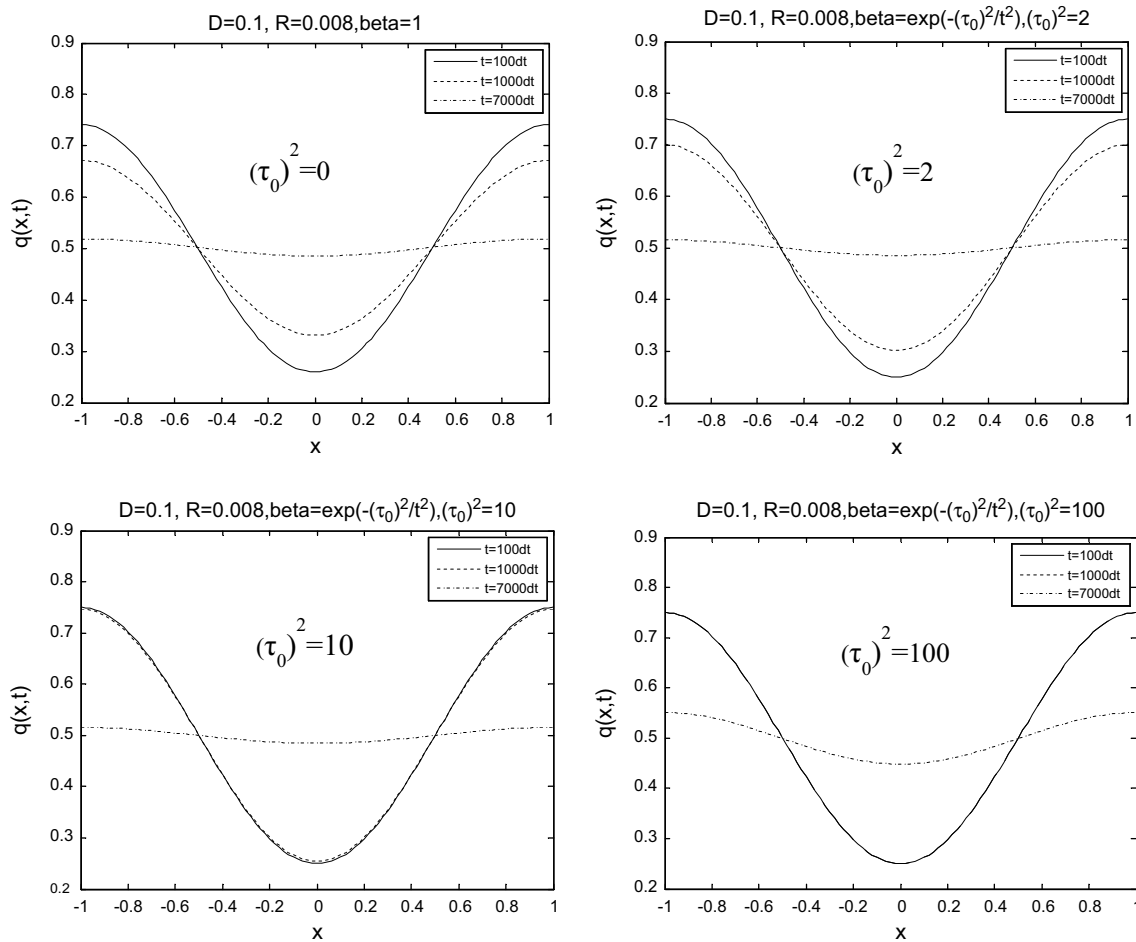 D=0.1, R=0.008,beta=1
0.9
0.8
0.7
0.6
0.5
0.4
0.3
0.2
q(x,t)
t=100dt
t=1000dt
t=7000dt
(τ₀)²=0
-1 -0.8 -0.6 -0.4 -0.2 0 0.2 0.4 0.6 0.8 1
x
D=0.1, R=0.008,beta=exp(-(τ₀)²/t²),(τ₀)²=2
0.9
0.8
0.7
0.6
0.5
0.4
0.3
0.2
q(x,t)
t=100dt
t=1000dt
t=7000dt
(τ₀)²=2
-1 -0.8 -0.6 -0.4 -0.2 0 0.2 0.4 0.6 0.8 1
x
D=0.1, R=0.008,beta=exp(-(τ₀)²/t²),(τ₀)²=10
0.9
0.8
0.7
0.6
0.5
0.4
0.3
0.2
q(x,t)
t=100dt
t=1000dt
t=7000dt
(τ₀)²=10
-1 -0.8 -0.6 -0.4 -0.2 0 0.2 0.4 0.6 0.8 1
x
D=0.1, R=0.008,beta=exp(-(τ₀)²/t²),(τ₀)²=100
0.9
0.8
0.7
0.6
0.5
0.4
0.3
0.2
q(x,t)
t=100dt
t=1000dt
t=7000dt
(τ₀)²=100
-1 -0.8 -0.6 -0.4 -0.2 0 0.2 0.4 0.6 0.8 1
x